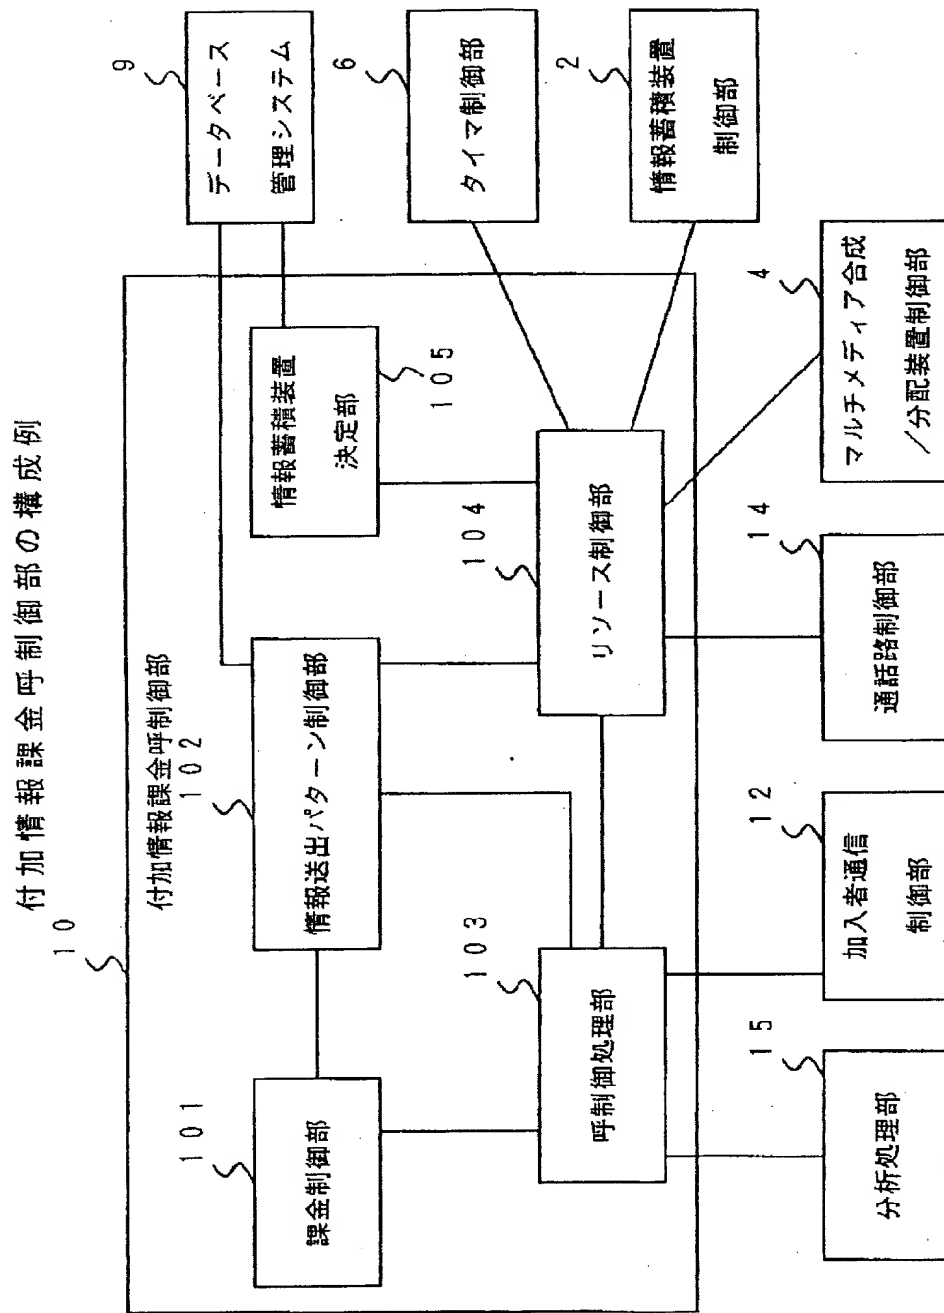 付加情報課金呼制御部の構成例
10
付加情報課金呼制御部
101
課金制御部
102
情報送出パターン制御部
105
情報蓄積装置
決定部
103
呼制御処理部
104
リソース制御部
9
データベース
管理システム
6
タイマ制御部
2
情報蓄積装置
制御部
15
分析処理部
12
加入者通信
制御部
14
通話路制御部
4
マルチメディア合成
／分配装置制御部